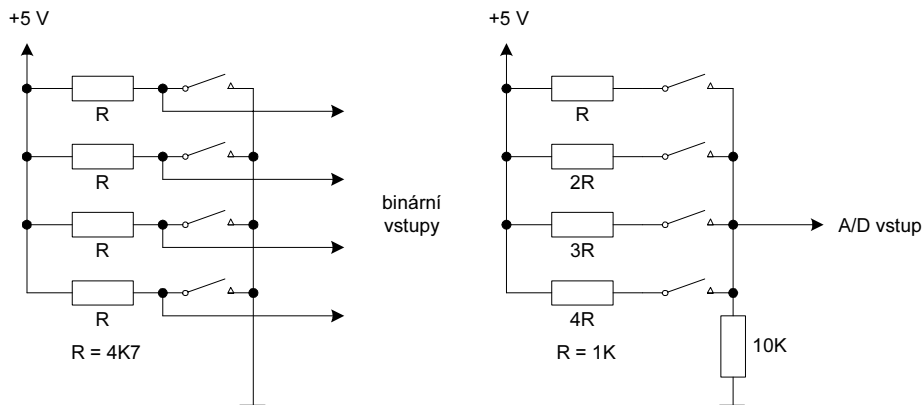 +5 V
R
R
R
R
R = 4K7
binární
vstupy
+5 V
R
2R
3R
4R
R = 1K
A/D vstup
10K